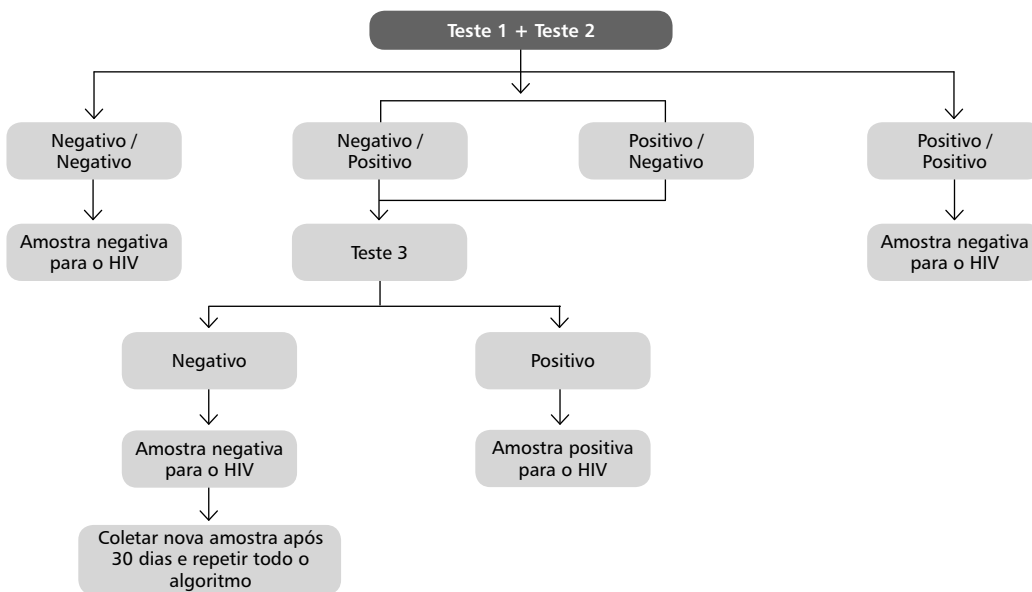 Teste 1 + Teste 2
Negativo /
Negativo
Negativo /
Positivo
Positivo /
Negativo
Positivo /
Positivo
Amostra negativa
para o HIV
Teste 3
Amostra negativa
para o HIV
Negativo
Positivo
Amostra negativa
para o HIV
Amostra positiva
para o HIV
Coletar nova amostra após
30 dias e repetir todo o
algoritmo